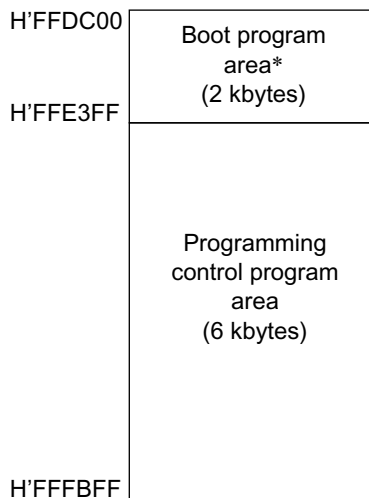 H'FFDC00
Boot program
area*
(2 kbytes)
H'FFE3FF
Programming
control program
area
(6 kbytes)
H'FFFBFF